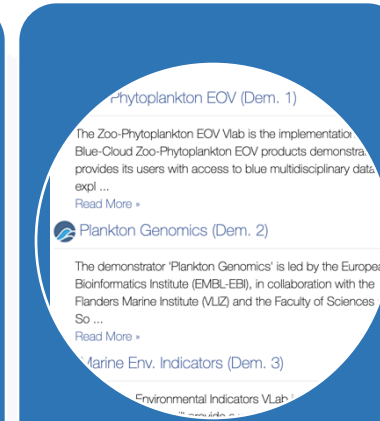 Phytoplankton EOV (Dem. 1)
The Zoo-Phytoplankton EOV Vlab is the implementation
Blue-Cloud Zoo-Phytoplankton EOV products demonstra
provides its users with access to blue multidisciplinary data
expl ...
Read More »
Plankton Genomics (Dem. 2)
The demonstrator 'Plankton Genomics' is led by the Europea
Bioinformatics Institute (EMBL-EBI), in collaboration with the
Flanders Marine Institute (VLIZ) and the Faculty of Sciences
So ...
Read More »
Marine Env. Indicators (Dem. 3)
Environmental Indicators VLab